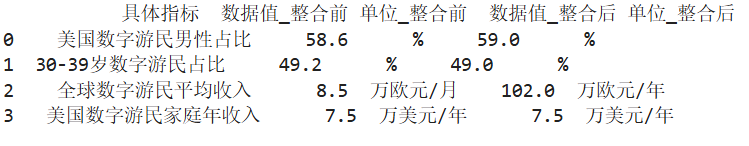 具体指标 数据值_整合前 单位_整合前 数据值_整合后 单位_整合后
0 美国数字游民男性占比 58.6 % 59.0 %
1 30-39岁数字游民占比 49.2 % 49.0 %
2 全球数字游民平均收入 8.5 万欧元/月 102.0 万欧元/年
3 美国数字游民家庭年收入 7.5 万美元/年 7.5 万美元/年